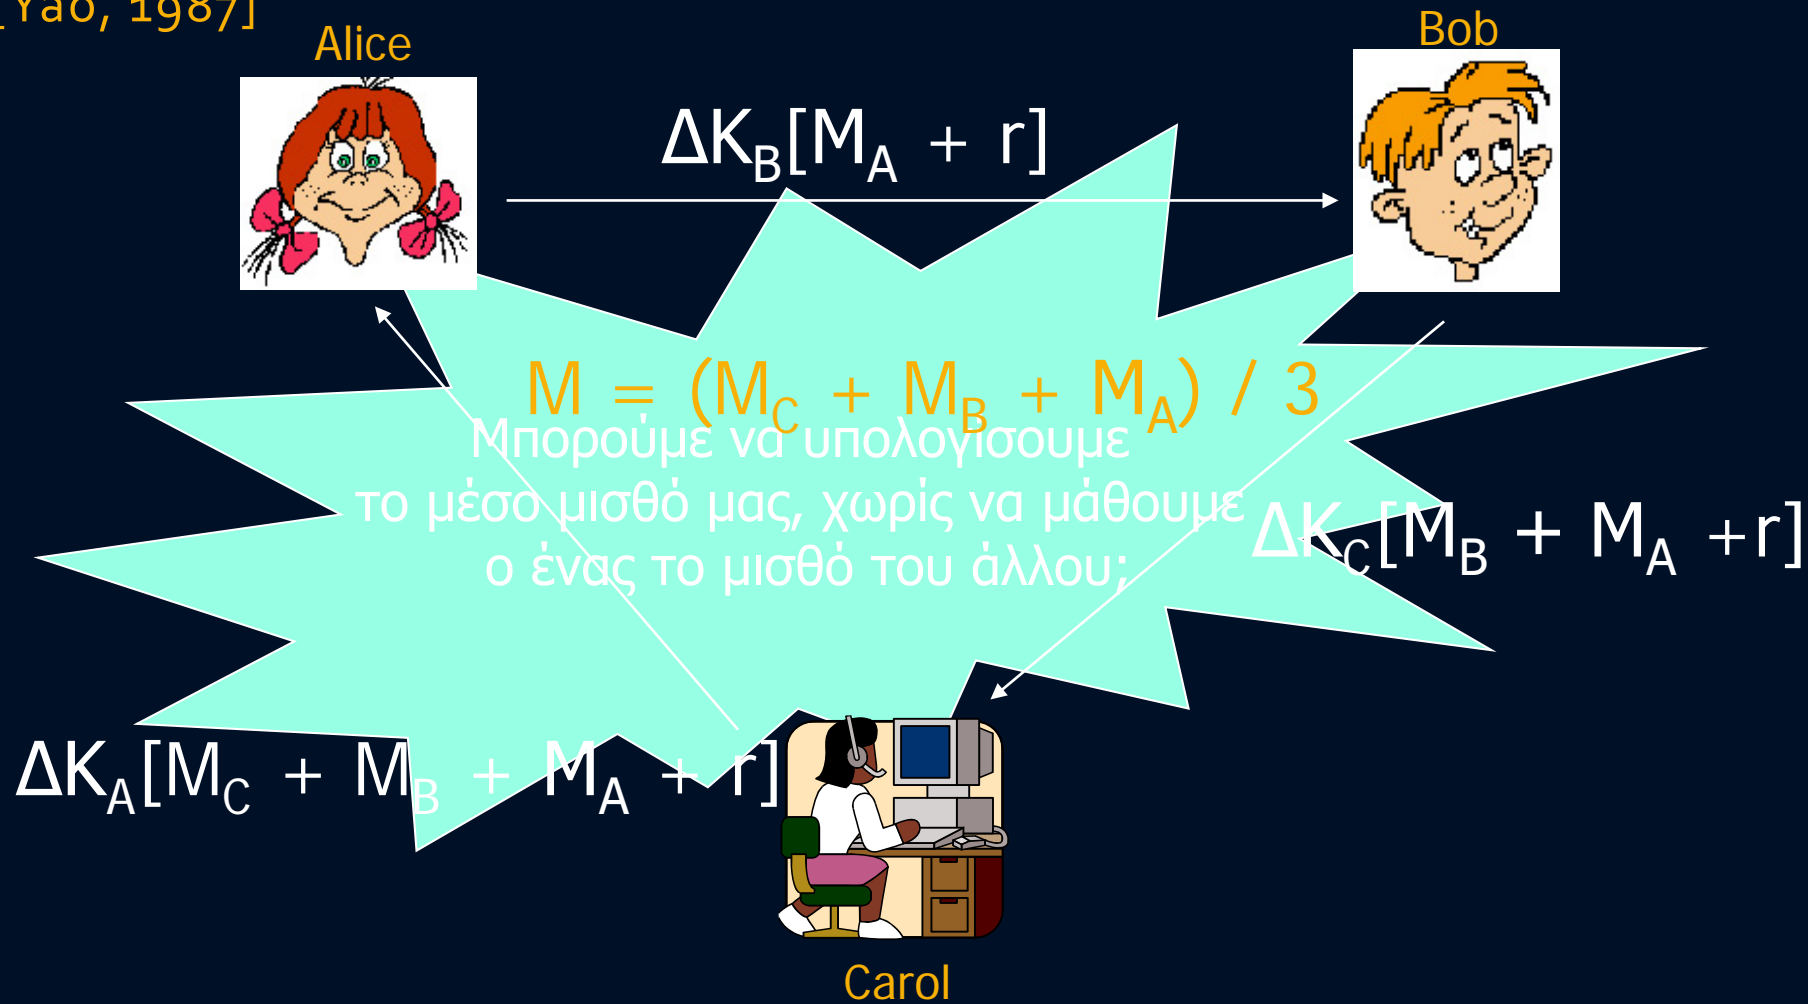 [Yao, 1987]
Alice
Bob
ΔK_B[M_A + r]
M = (M_C + M_B + M_A) / 3
Μπορούμε να υπολογίσουμε
το μέσο μισθό μας, χωρίς να μάθουμε
ο ένας το μισθό του άλλου;
ΔK_C[M_B + M_A +r]
ΔK_A[M_C + M_B + M_A + r]
Carol